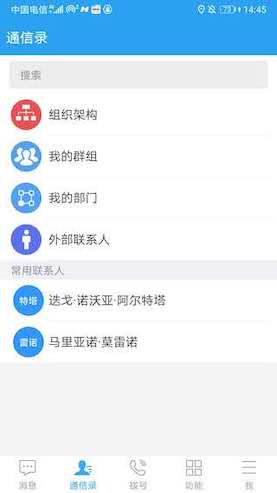 中国电信 14:45
通信录
搜索
组织架构
我的群组
我的部门
外部联系人
常用联系人
特塔 迭戈·诺沃亚·阿尔特塔
雷诺 马里亚诺·莫雷诺
消息 通信录 拨号 功能 我